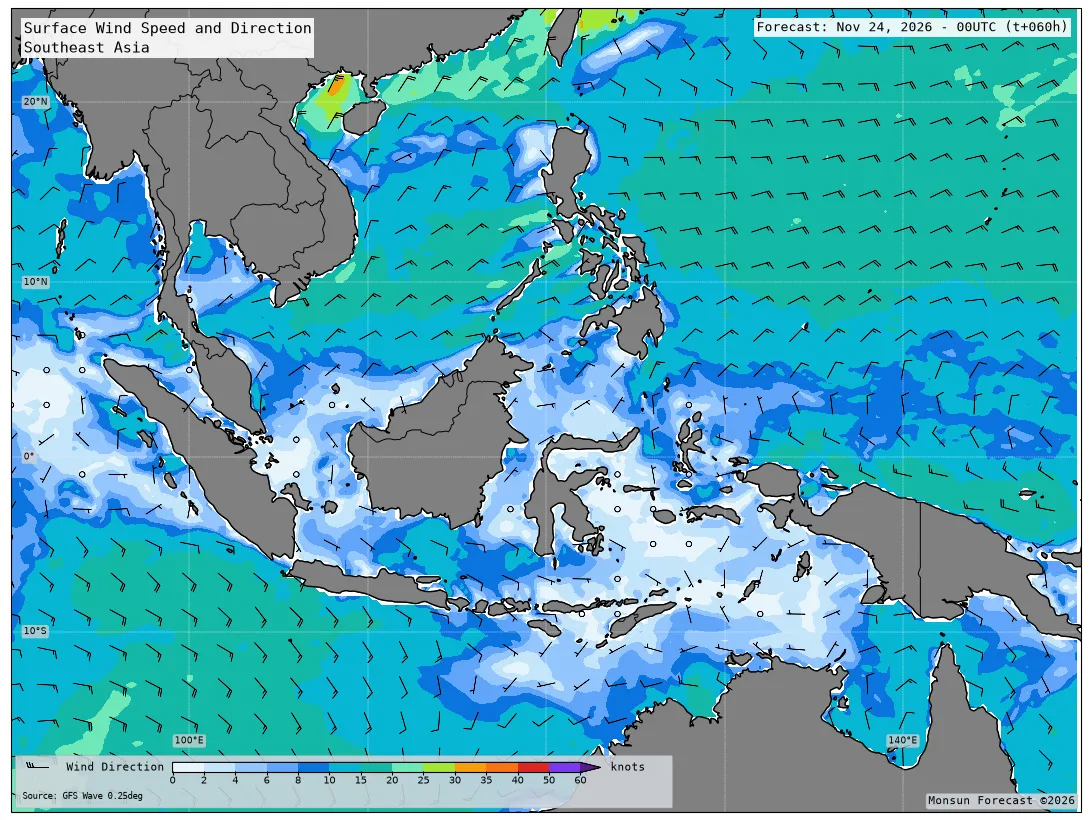 Surface Wind Speed and Direction
Southeast Asia
Forecast: Nov 24, 2026 - 00UTC (t+060h)
20°N
10°N
0°
10°S
100°E
140°E
Wind Direction
0 2 4 6 8 10 15 20 25 30 35 40 50 60
knots
Source: GFS Wave 0.25deg
Monsun Forecast ©2026